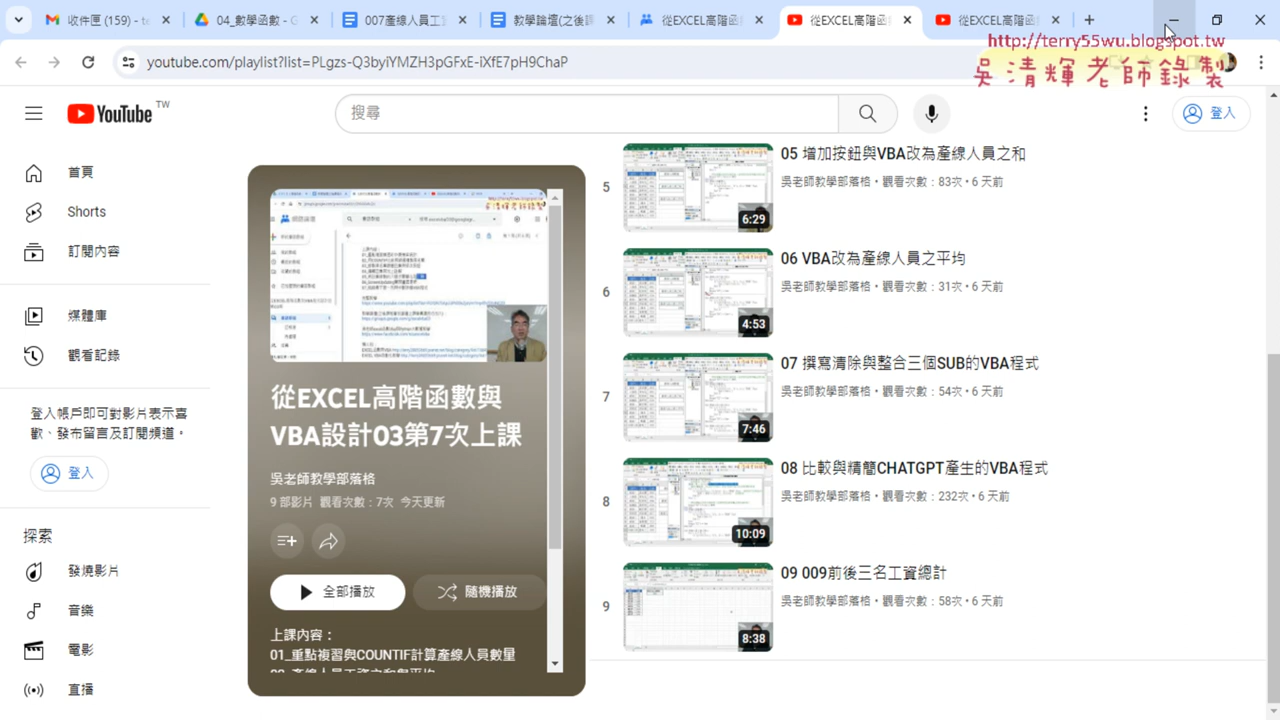 收件匣 (159) - te
04_數學函數 - G
007產線人員工
教學論壇(之後課
從EXCEL高階函
從EXCEL高階函
從EXCEL高階函
http://terry55wu.blogspot.tw
吳清輝老師錄製
youtube.com/playlist?list=PLgzs-Q3byiYMZH3pGFxE-iXfE7pH9ChaP
YouTube TW
搜尋
登入
首頁
Shorts
訂閱內容
媒體庫
觀看記錄
登入帳戶即可對影片表示喜
歡、發布留言及訂閱頻道。
登入
探索
發燒影片
音樂
電影
直播
從EXCEL高階函數與
VBA設計03第7次上課
吳老師教學部落格
9 部影片 觀看次數：7次 今天更新
全部播放
隨機播放
上課內容：
01_重點複習與COUNTIF計算產線人員數量
5
6:29
05 增加按鈕與VBA改為產線人員之和
吳老師教學部落格 • 觀看次數：83次 • 6 天前
6
4:53
06 VBA改為產線人員之平均
吳老師教學部落格 • 觀看次數：31次 • 6 天前
7
7:46
07 撰寫清除與整合三個SUB的VBA程式
吳老師教學部落格 • 觀看次數：54次 • 6 天前
8
10:09
08 比較與精簡CHATGPT產生的VBA程式
吳老師教學部落格 • 觀看次數：232次 • 6 天前
9
8:38
09 009前後三名工資總計
吳老師教學部落格 • 觀看次數：58次 • 6 天前